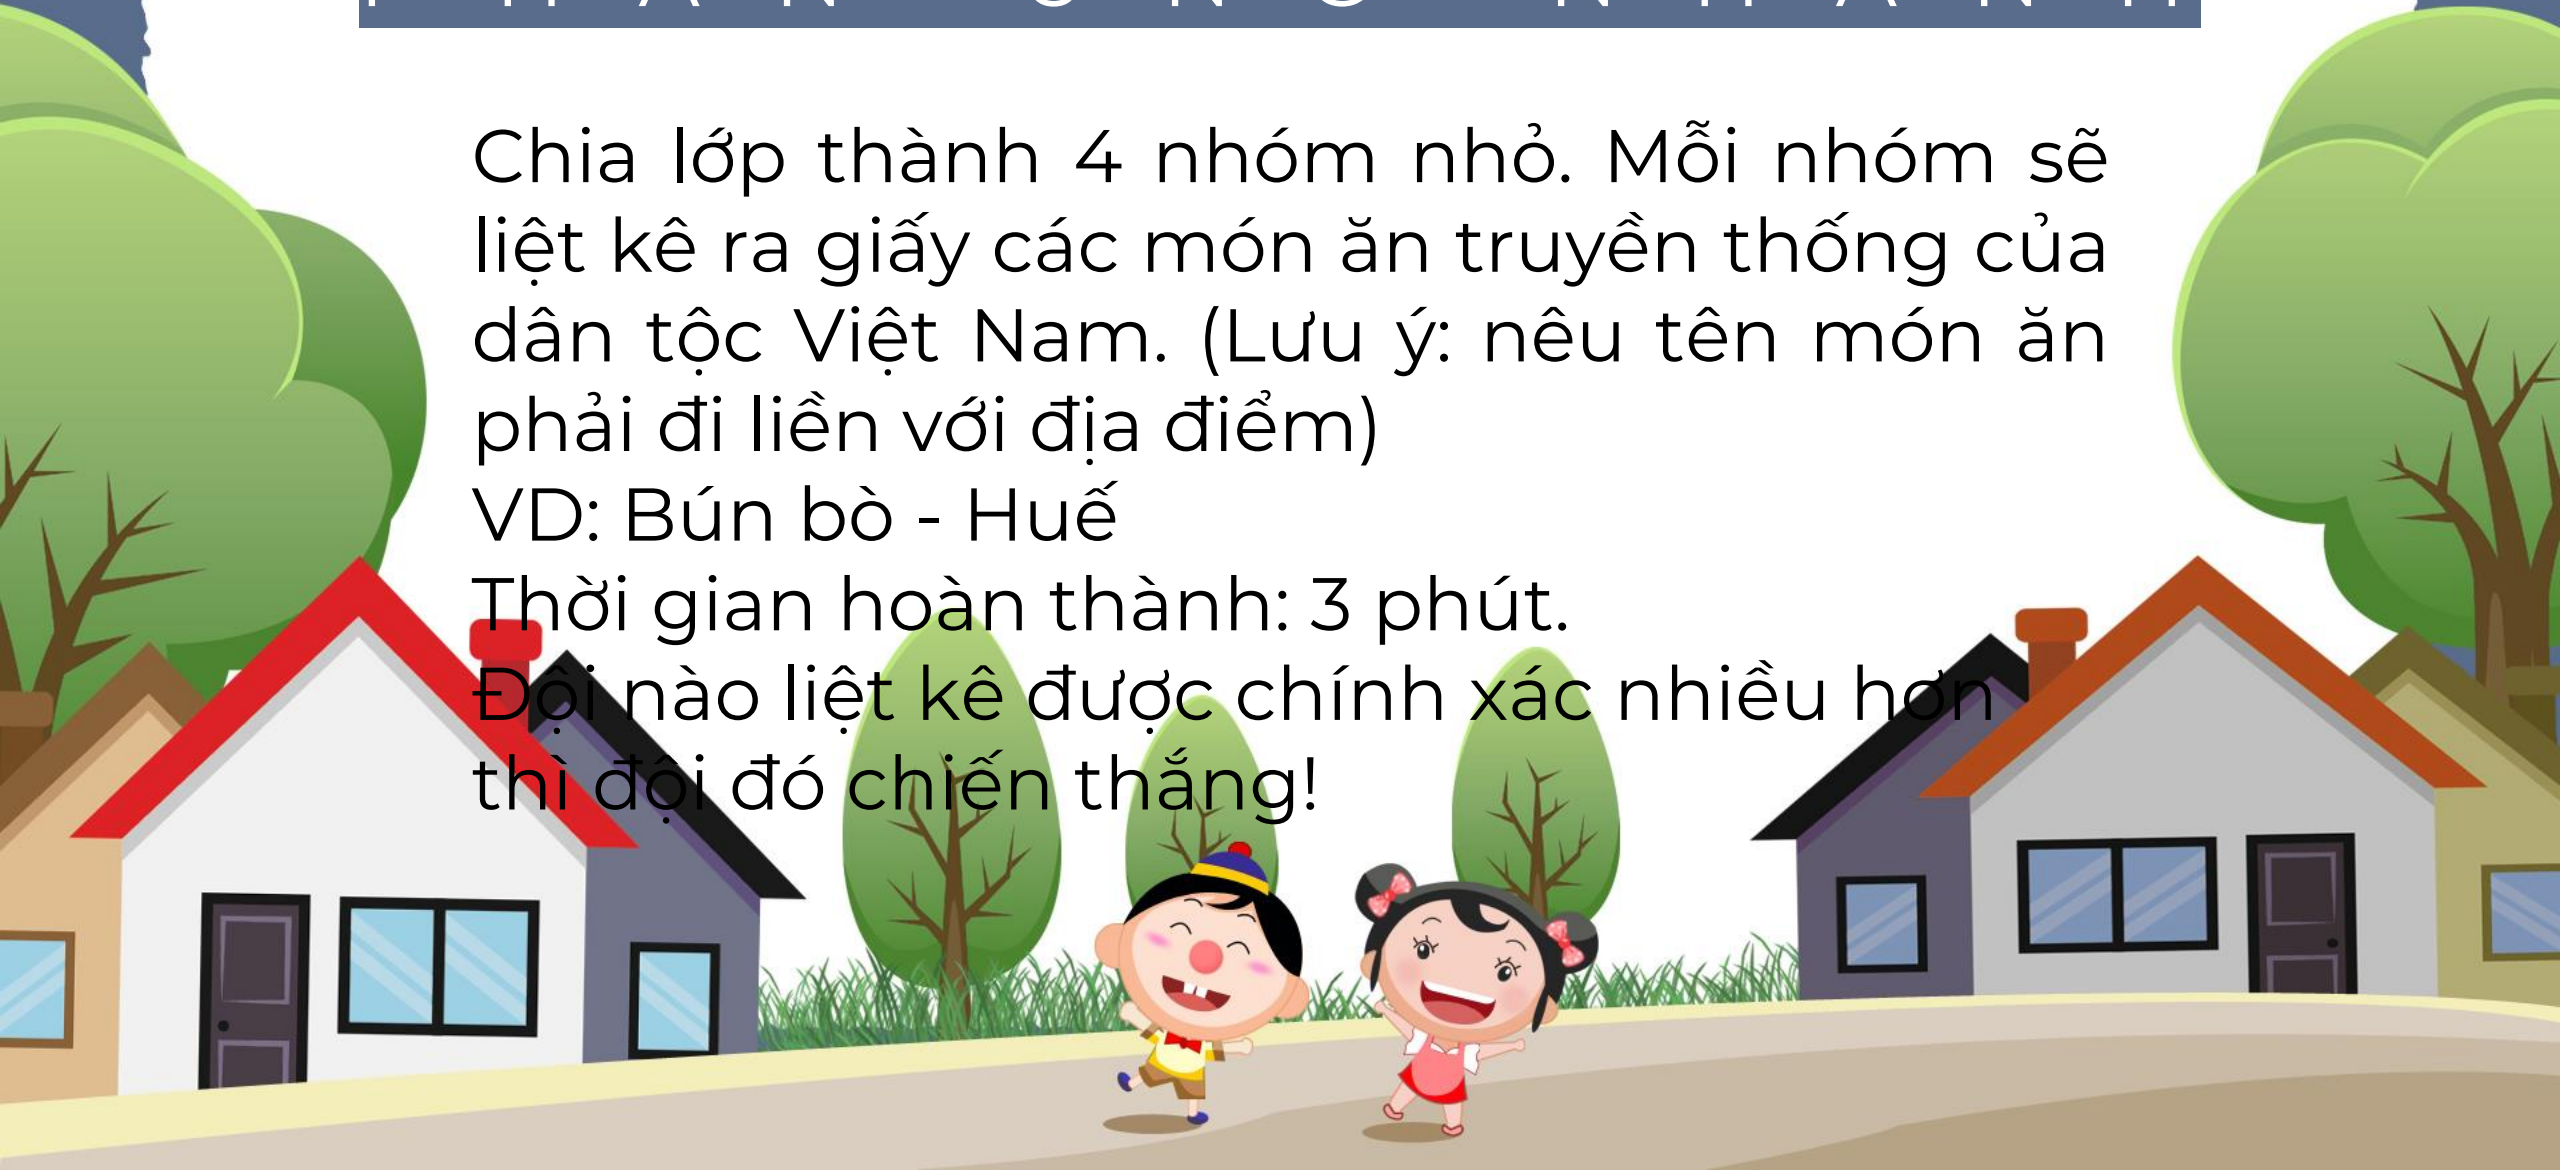 Chia lớp thành 4 nhóm nhỏ. Mỗi nhóm sẽ
liệt kê ra giấy các món ăn truyền thống của
dân tộc Việt Nam. (Lưu ý: nêu tên món ăn
phải đi liền với địa điểm)
VD: Bún bò - Huế
Thời gian hoàn thành: 3 phút.
Đội nào liệt kê được chính xác nhiều hơn
thì đội đó chiến thắng!